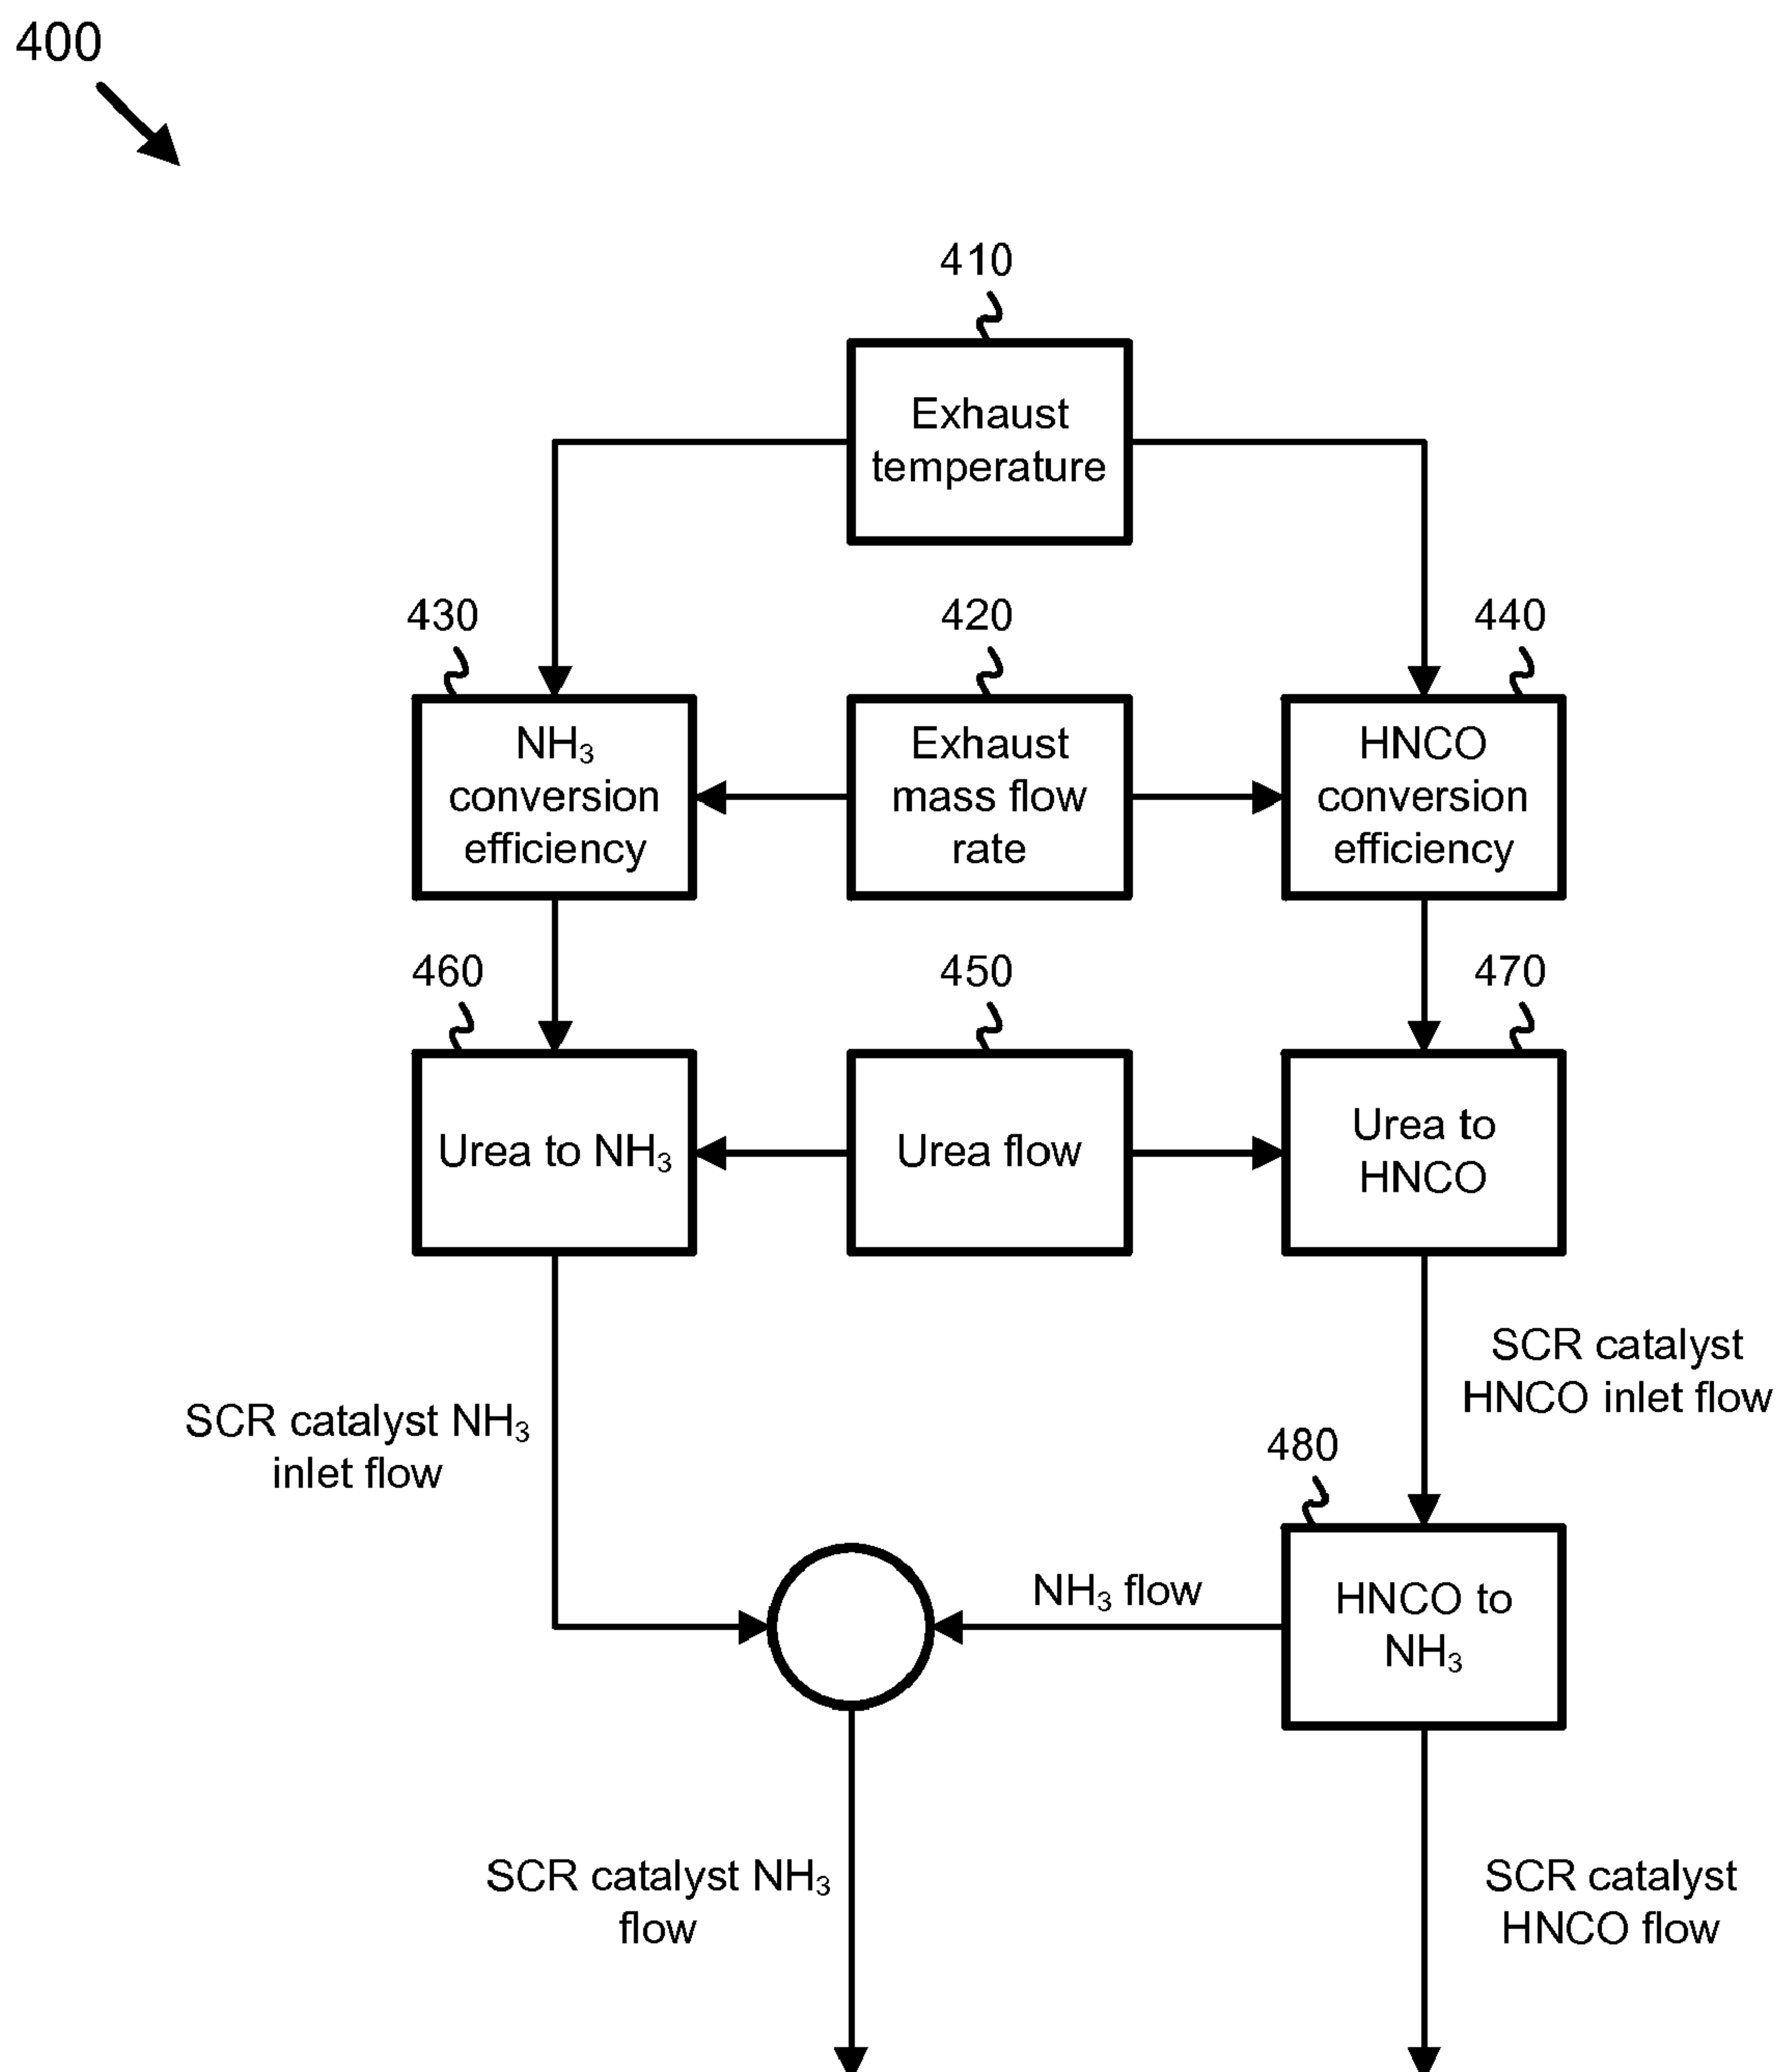 400
410
Exhaust
temperature
430
420
440
NH₃
conversion
efficiency
Exhaust
mass flow
rate
HNCO
conversion
efficiency
460
450
470
Urea to NH₃
Urea flow
Urea to
HNCO
SCR catalyst
HNCO inlet flow
SCR catalyst NH₃
inlet flow
480
NH₃ flow
HNCO to
NH₃
SCR catalyst NH₃
flow
SCR catalyst
HNCO flow